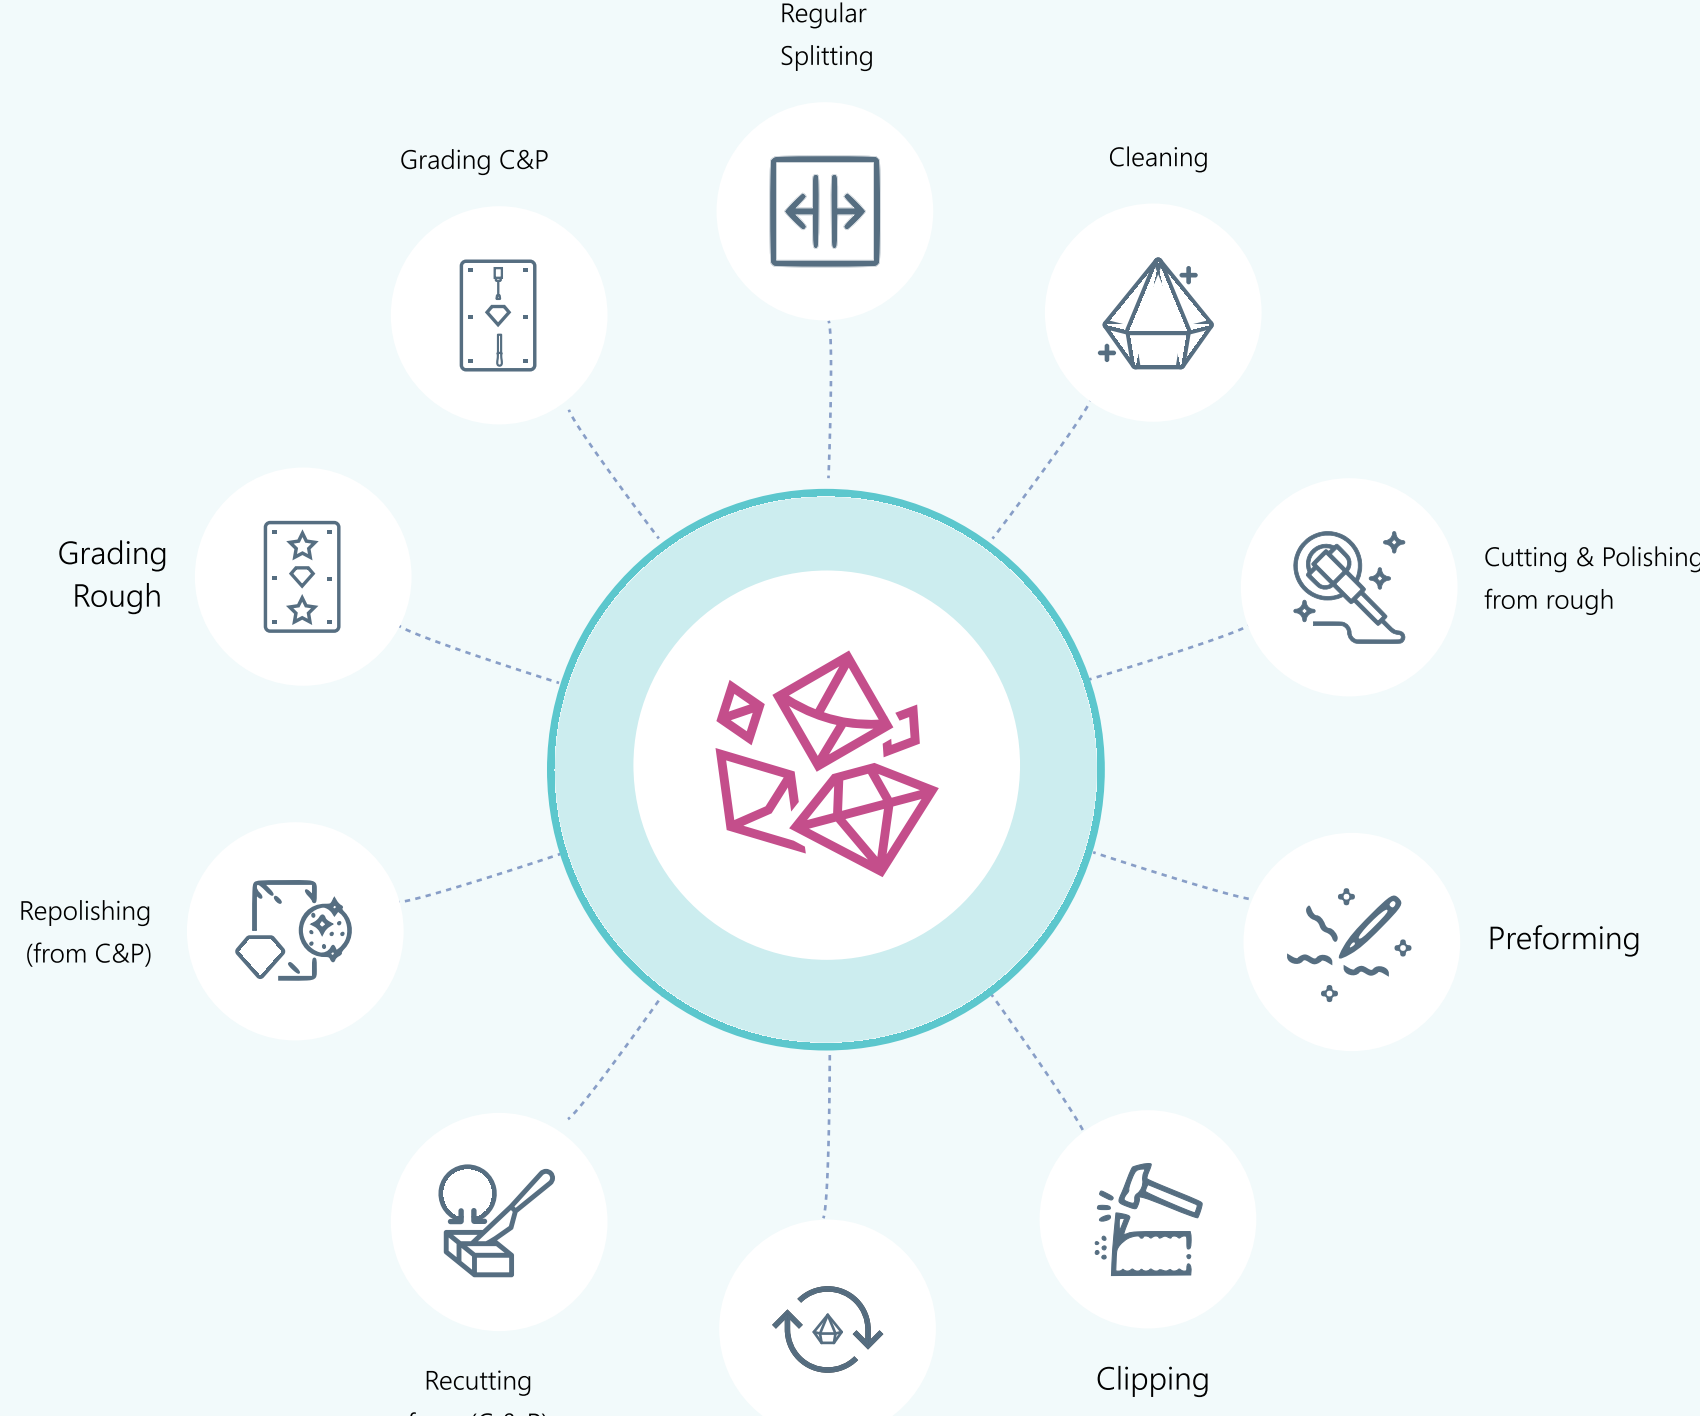 Regular
Splitting
Grading C&P
Cleaning
Grading
Rough
Cutting & Polishing
from rough
Repolishing
(from C&P)
Preforming
Clipping
Recutting